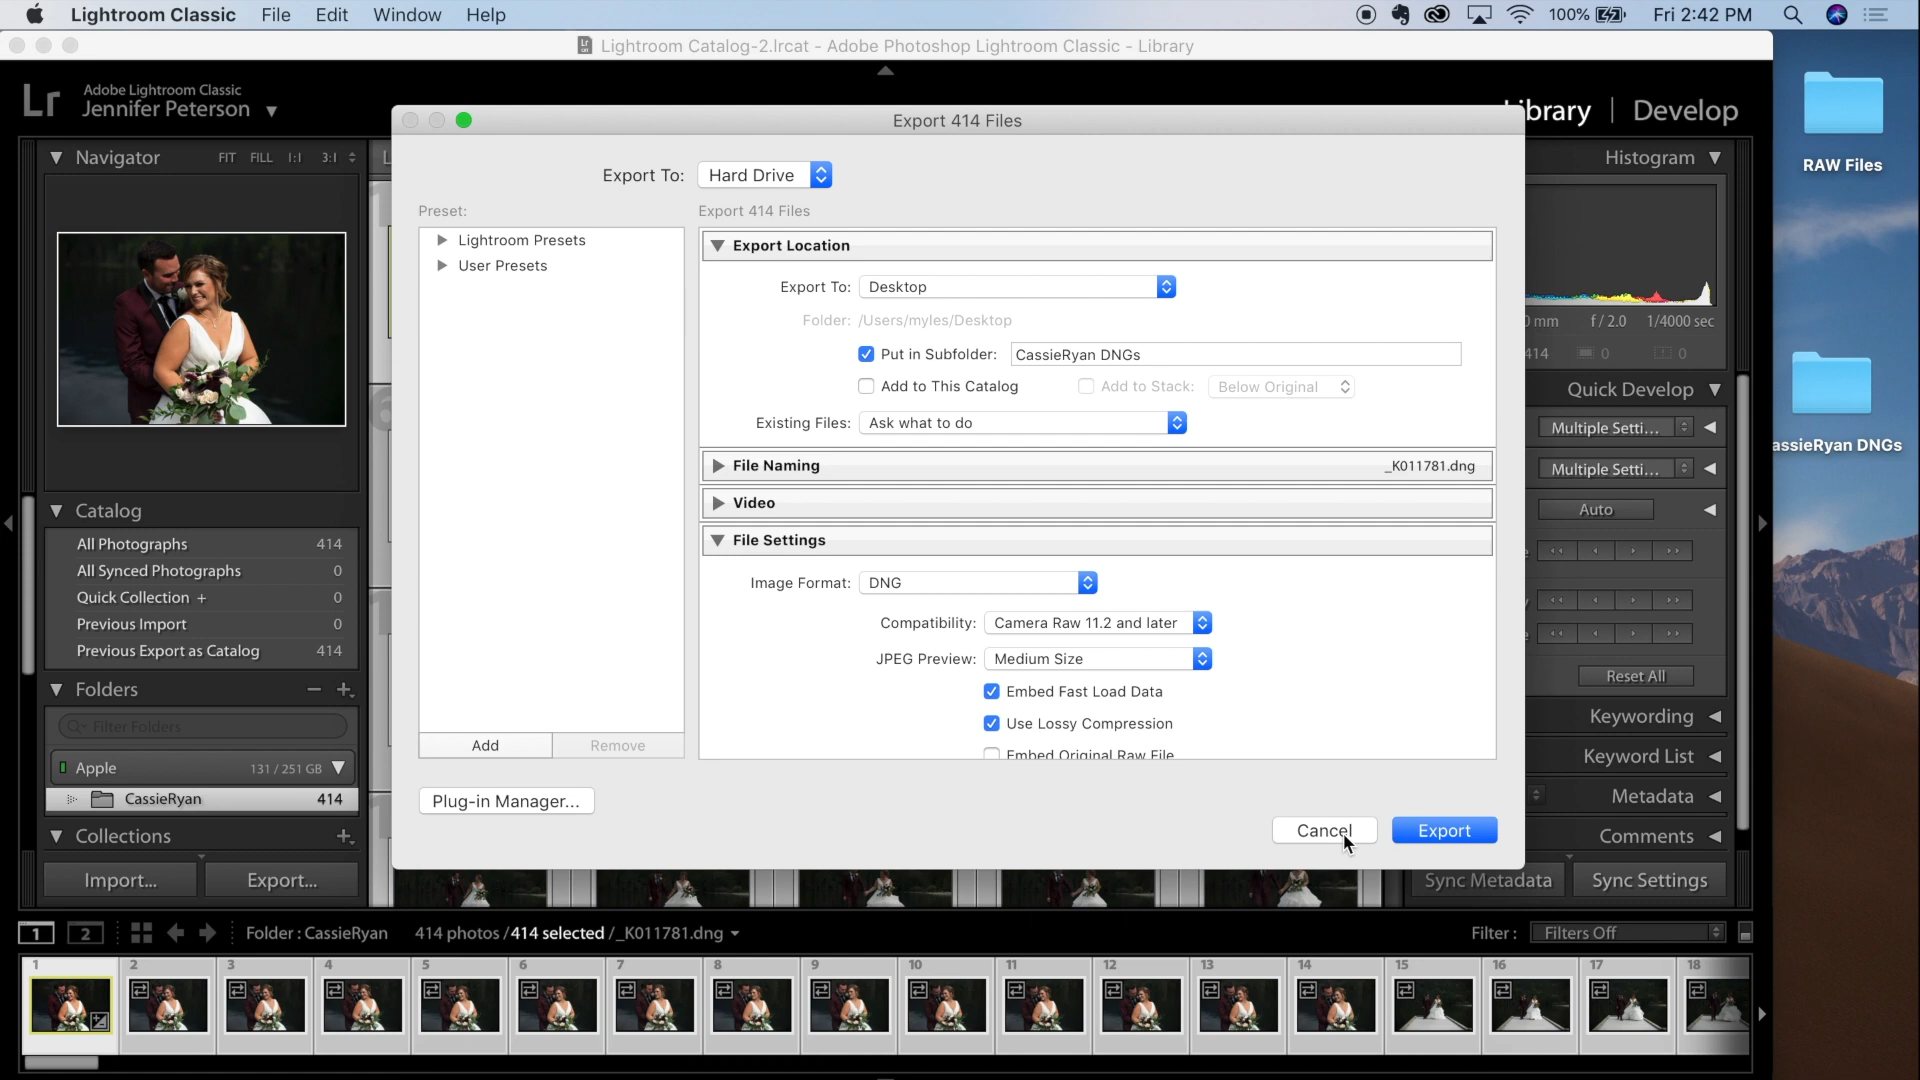 Lightroom Classic File Edit Window Help 100% Fri 2:42 PM
Lightroom Catalog-2.lrcat - Adobe Photoshop Lightroom Classic - Library
Lr Adobe Lightroom Classic
Jennifer Peterson
Develop
RAW Files
Export 414 Files
Navigator FIT FILL 1:1 3:1
Histogram
Export To: Hard Drive
Preset:
Export 414 Files
Lightroom Presets
User Presets
Export Location
Export To: Desktop
Folder: /Users/myles/Desktop
Put in Subfolder: CassieRyan DNGs
Add to This Catalog Add to Stack: Below Original
Existing Files: Ask what to do
File Naming _K011781.dng
Video
File Settings
Image Format: DNG
Compatibility: Camera Raw 11.2 and later
JPEG Preview: Medium Size
Embed Fast Load Data
Use Lossy Compression
Embed Original Raw File
Add Remove
Plug-in Manager...
Cancel Export
mm f / 2.0 1/4000 sec
414 0 0
Quick Develop
Multiple Setti...
Multiple Setti...
Auto
Reset All
Keywording
Keyword List
Metadata
Comments
Sync Metadata Sync Settings
assieRyan DNGs
Catalog
All Photographs 414
All Synced Photographs 0
Quick Collection + 0
Previous Import 0
Previous Export as Catalog 414
Folders
Filter Folders
Apple 131 / 251 GB
CassieRyan 414
Collections
Import... Export...
1 2 Folder : CassieRyan 414 photos / 414 selected / _K011781.dng Filter : Filters Off
1 2 3 4 5 6 7 8 9 10 11 12 13 14 15 16 17 18